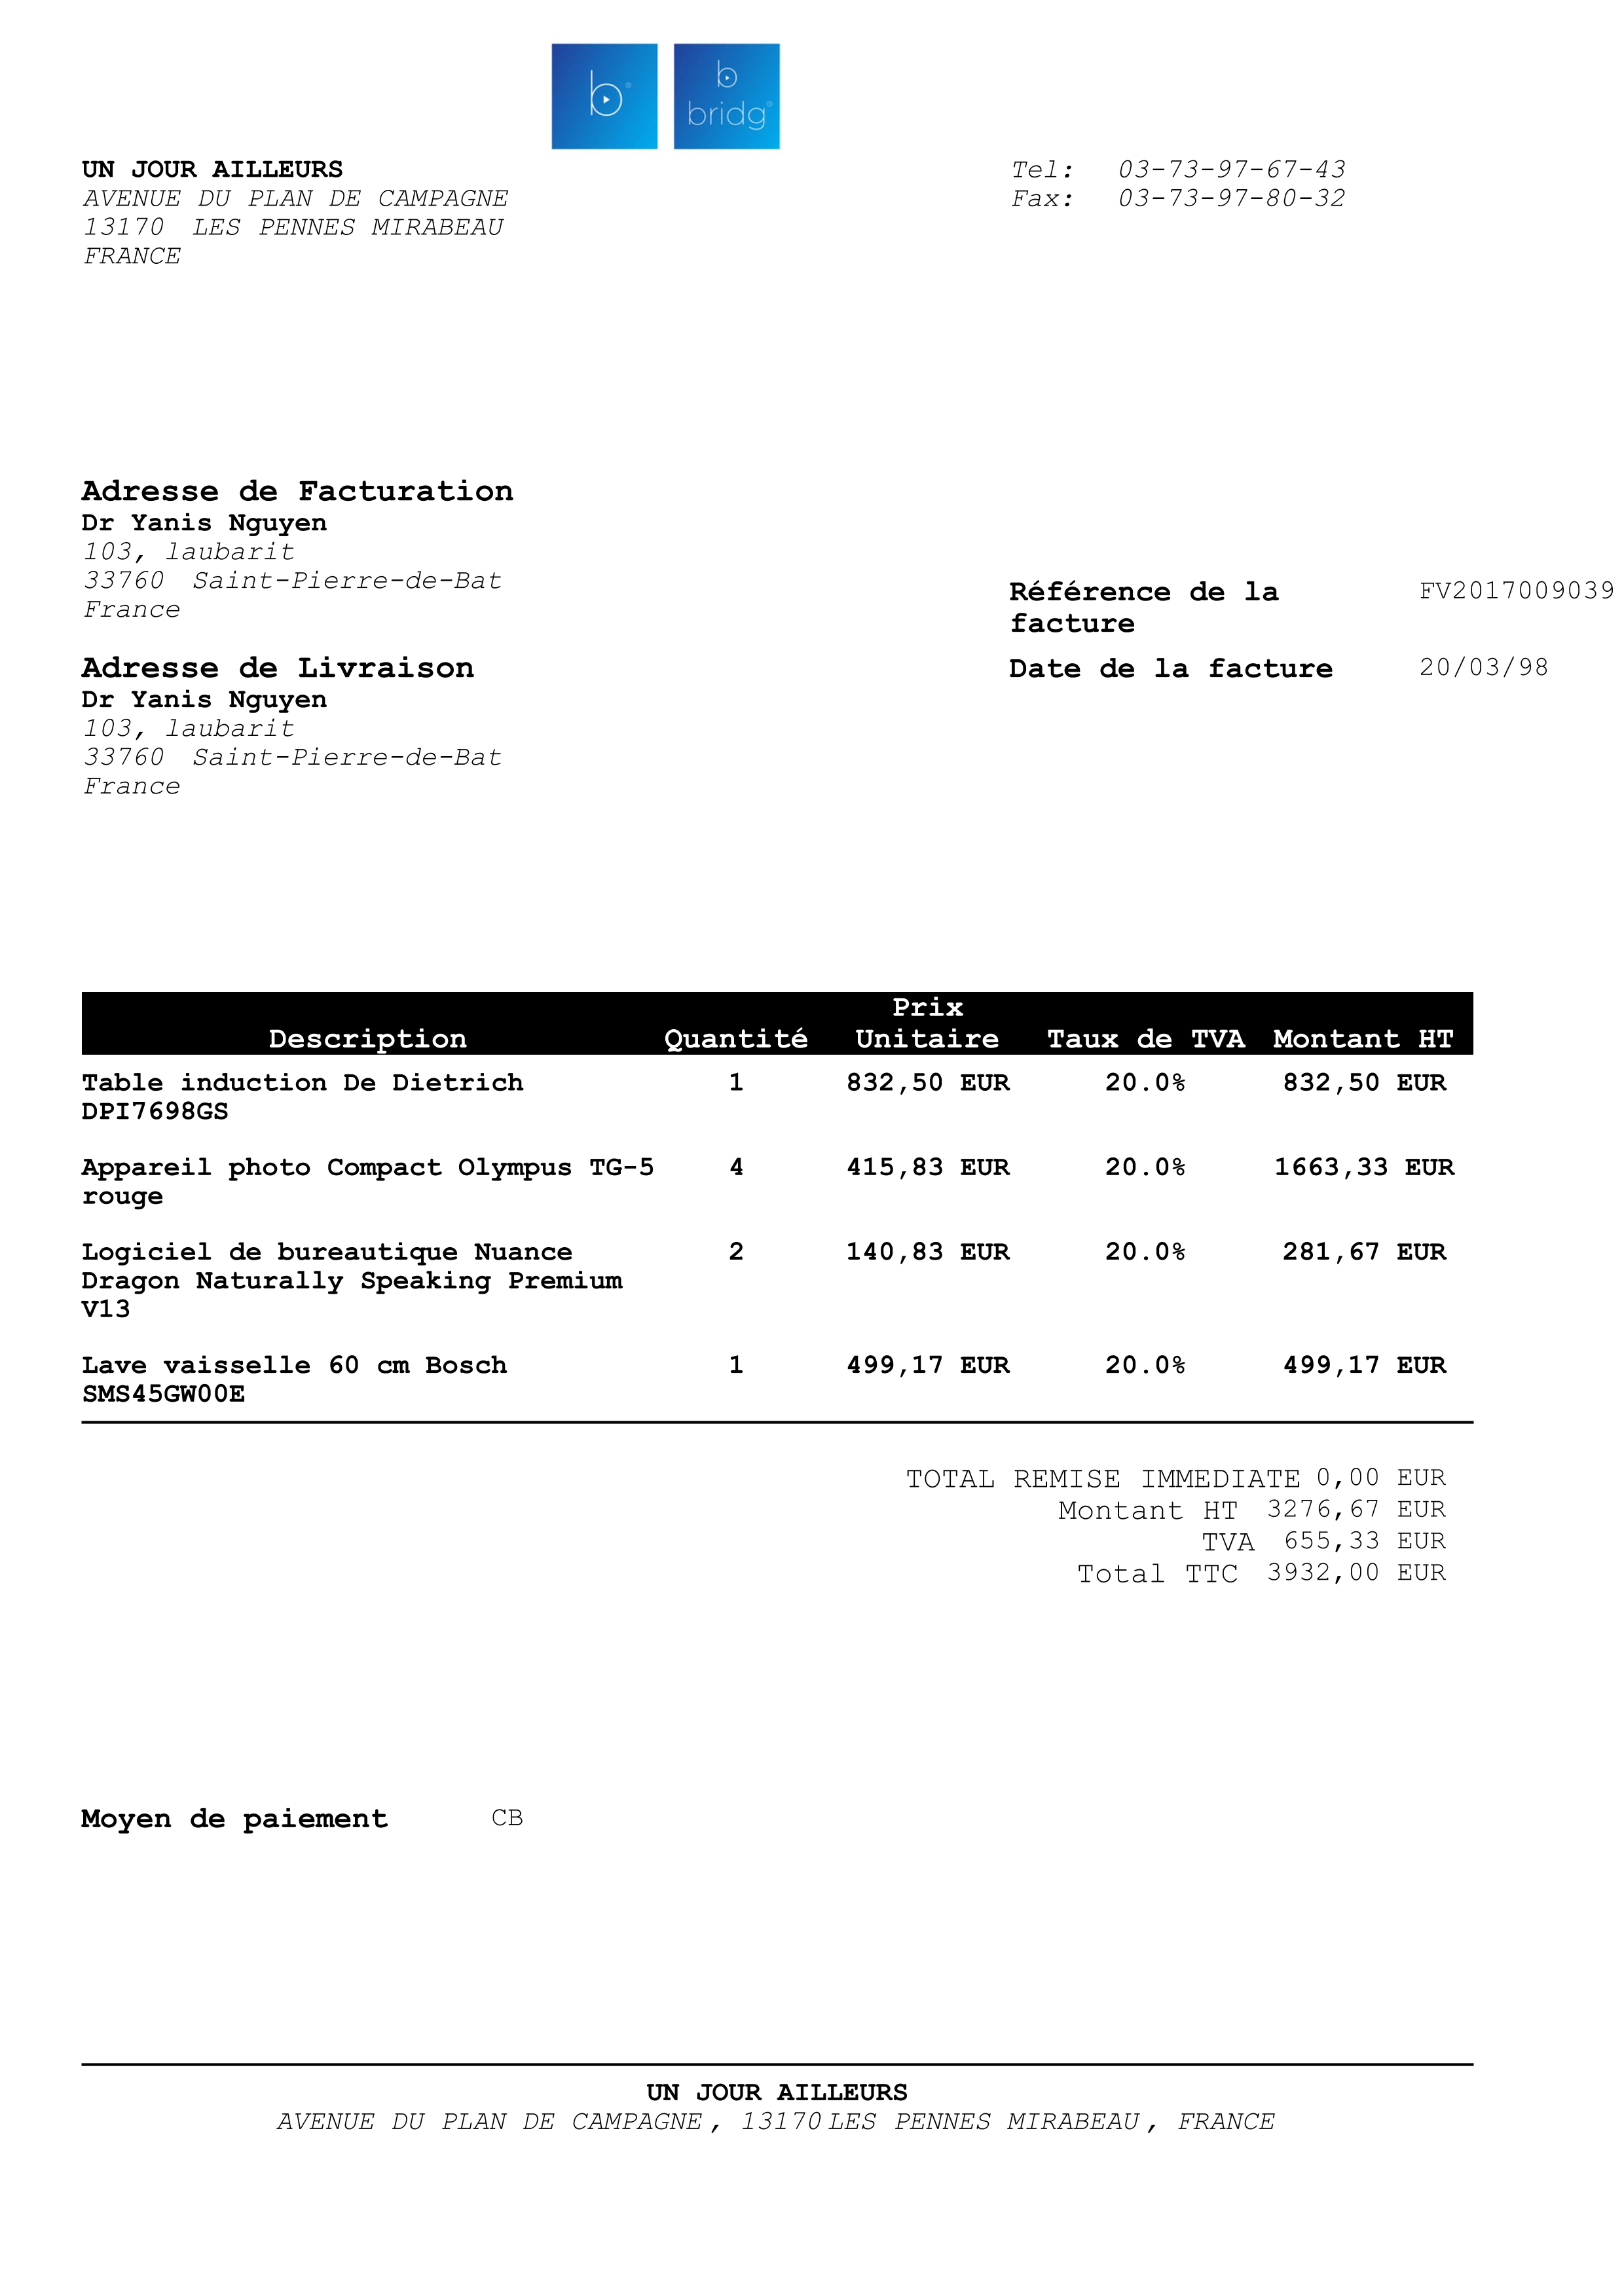 b®
b
bridg®
UN JOUR AILLEURS
AVENUE DU PLAN DE CAMPAGNE
13170 LES PENNES MIRABEAU
FRANCE
Tel: 03-73-97-67-43
Fax: 03-73-97-80-32
Adresse de Facturation
Dr Yanis Nguyen
103, laubarit
33760 Saint-Pierre-de-Bat
France
Adresse de Livraison
Dr Yanis Nguyen
103, laubarit
33760 Saint-Pierre-de-Bat
France
Référence de la FV2017009039
facture
Date de la facture 20/03/98
Prix
Description Quantité Unitaire Taux de TVA Montant HT
Table induction De Dietrich 1 832,50 EUR 20.0% 832,50 EUR
DPI7698GS
Appareil photo Compact Olympus TG-5 4 415,83 EUR 20.0% 1663,33 EUR
rouge
Logiciel de bureautique Nuance 2 140,83 EUR 20.0% 281,67 EUR
Dragon Naturally Speaking Premium
V13
Lave vaisselle 60 cm Bosch 1 499,17 EUR 20.0% 499,17 EUR
SMS45GW00E
TOTAL REMISE IMMEDIATE 0,00 EUR
Montant HT 3276,67 EUR
TVA 655,33 EUR
Total TTC 3932,00 EUR
Moyen de paiement CB
UN JOUR AILLEURS
AVENUE DU PLAN DE CAMPAGNE, 13170 LES PENNES MIRABEAU, FRANCE